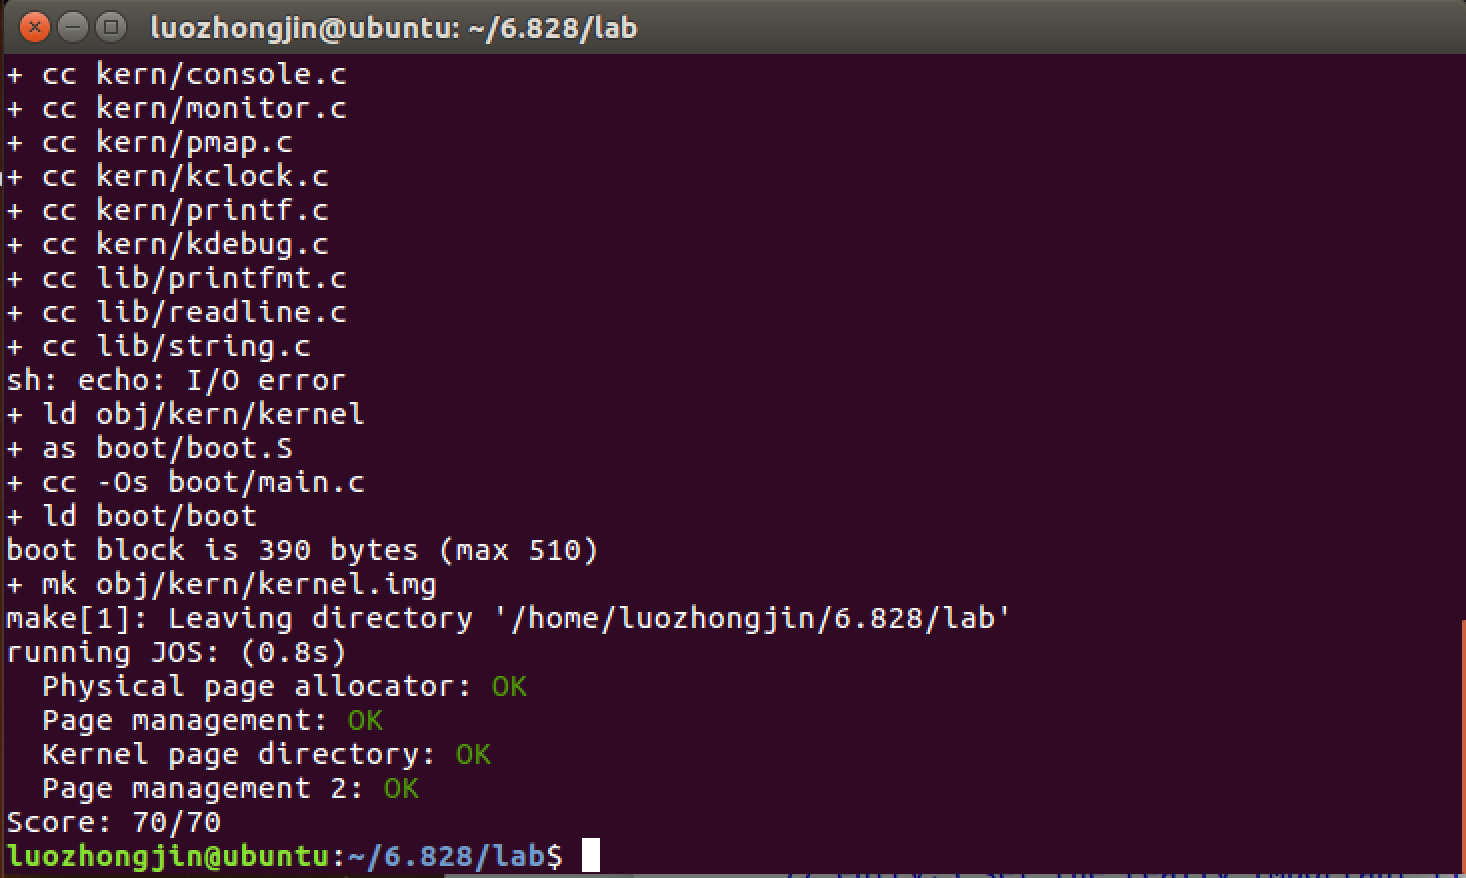 luozhongjin@ubuntu: ~/6.828/lab
+ cc kern/console.c
+ cc kern/monitor.c
+ cc kern/pmap.c
+ cc kern/kclock.c
+ cc kern/printf.c
+ cc kern/kdebug.c
+ cc lib/printfmt.c
+ cc lib/readline.c
+ cc lib/string.c
sh: echo: I/O error
+ ld obj/kern/kernel
+ as boot/boot.S
+ cc -Os boot/main.c
+ ld boot/boot
boot block is 390 bytes (max 510)
+ mk obj/kern/kernel.img
make[1]: Leaving directory '/home/luozhongjin/6.828/lab'
running JOS: (0.8s)
  Physical page allocator: OK
  Page management: OK
  Kernel page directory: OK
  Page management 2: OK
Score: 70/70
luozhongjin@ubuntu:~/6.828/lab$